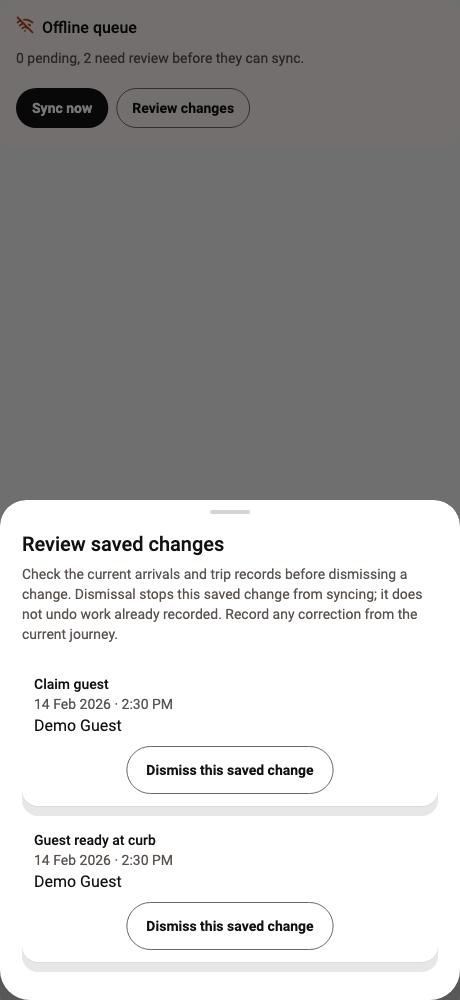 Offline queue
0 pending, 2 need review before they can sync.
Sync now
Review changes
Review saved changes
Check the current arrivals and trip records before dismissing a
change. Dismissal stops this saved change from syncing; it does
not undo work already recorded. Record any correction from the
current journey.
Claim guest
14 Feb 2026 · 2:30 PM
Demo Guest
Dismiss this saved change
Guest ready at curb
14 Feb 2026 · 2:30 PM
Demo Guest
Dismiss this saved change